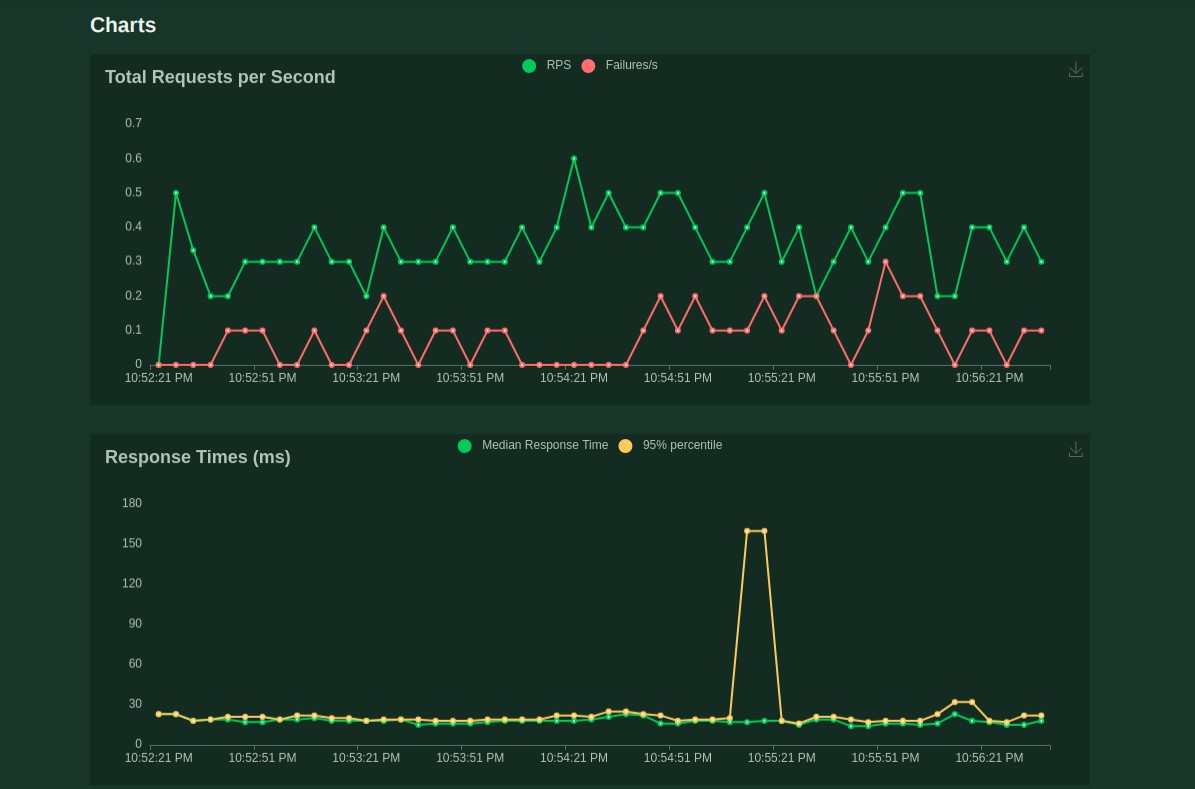 Charts
Total Requests per Second
RPS Failures/s
0.7
0.6
0.5
0.4
0.3
0.2
0.1
0
10:52:21 PM 10:52:51 PM 10:53:21 PM 10:53:51 PM 10:54:21 PM 10:54:51 PM 10:55:21 PM 10:55:51 PM 10:56:21 PM
Response Times (ms)
Median Response Time 95% percentile
180
150
120
90
60
30
0
10:52:21 PM 10:52:51 PM 10:53:21 PM 10:53:51 PM 10:54:21 PM 10:54:51 PM 10:55:21 PM 10:55:51 PM 10:56:21 PM